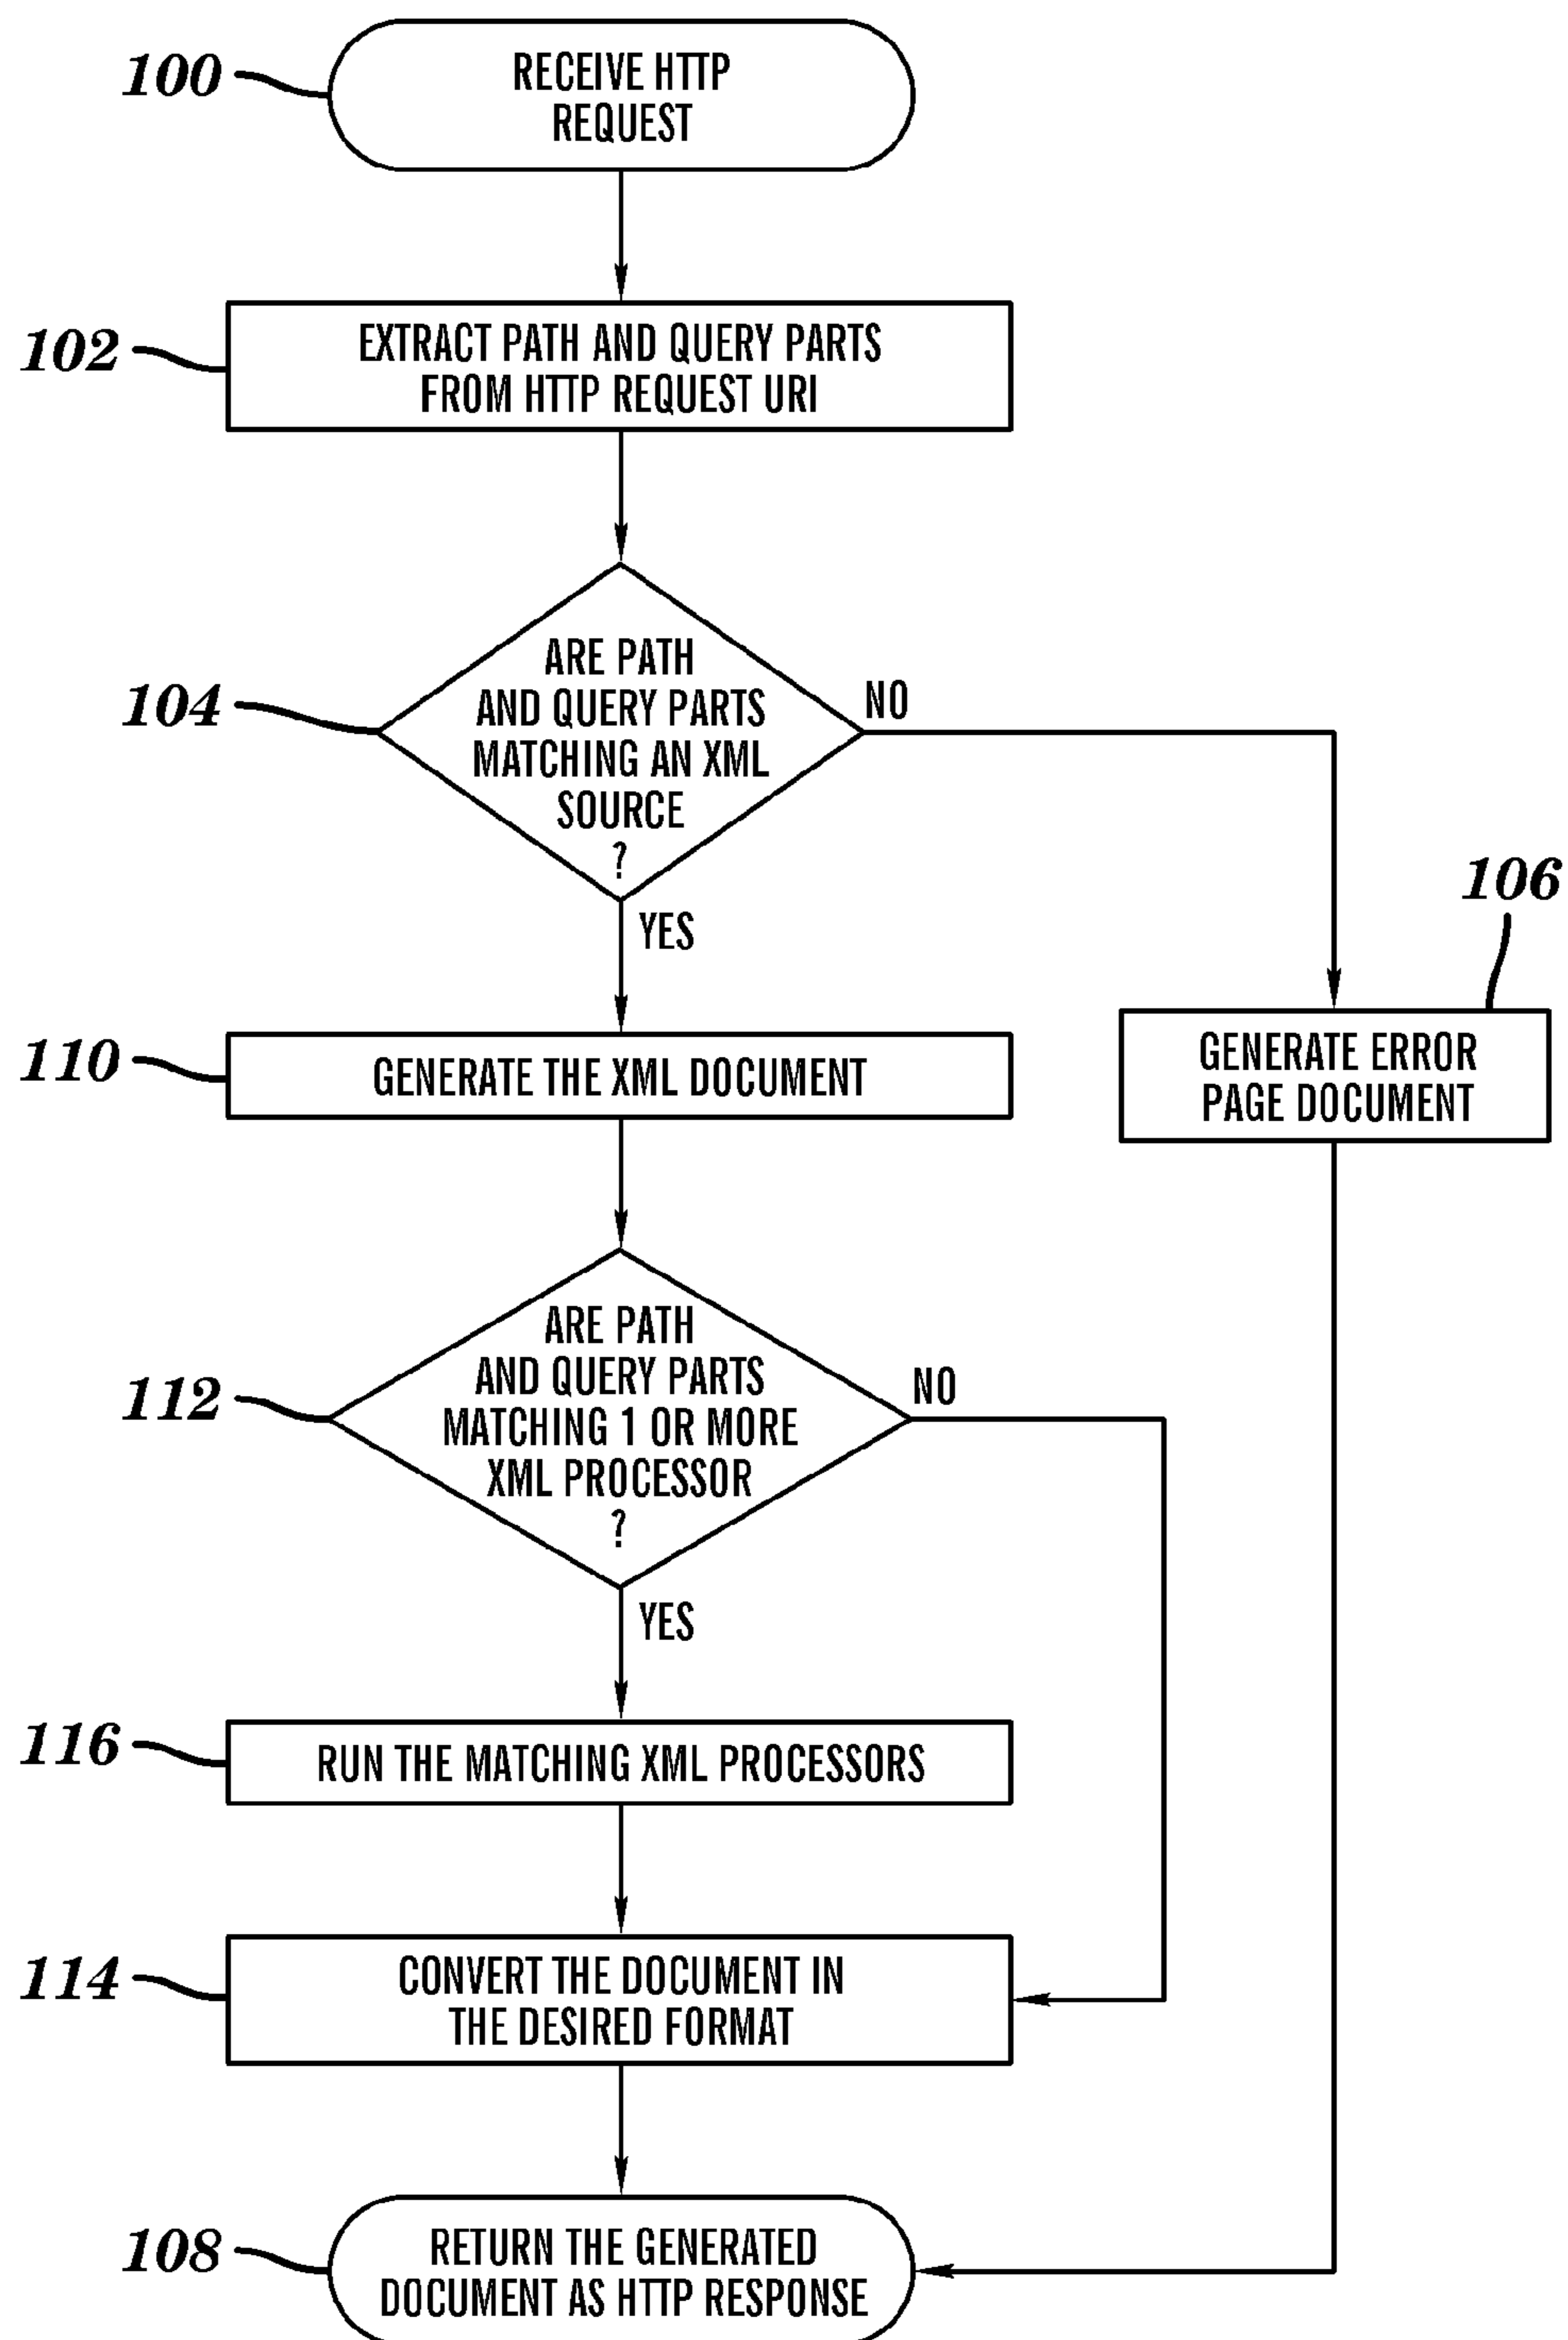 100
RECEIVE HTTP
REQUEST
102
EXTRACT PATH AND QUERY PARTS
FROM HTTP REQUEST URI
104
ARE PATH
AND QUERY PARTS
MATCHING AN XML
SOURCE
?
NO
YES
106
GENERATE ERROR
PAGE DOCUMENT
110
GENERATE THE XML DOCUMENT
112
ARE PATH
AND QUERY PARTS
MATCHING 1 OR MORE
XML PROCESSOR
?
NO
YES
116
RUN THE MATCHING XML PROCESSORS
114
CONVERT THE DOCUMENT IN
THE DESIRED FORMAT
108
RETURN THE GENERATED
DOCUMENT AS HTTP RESPONSE